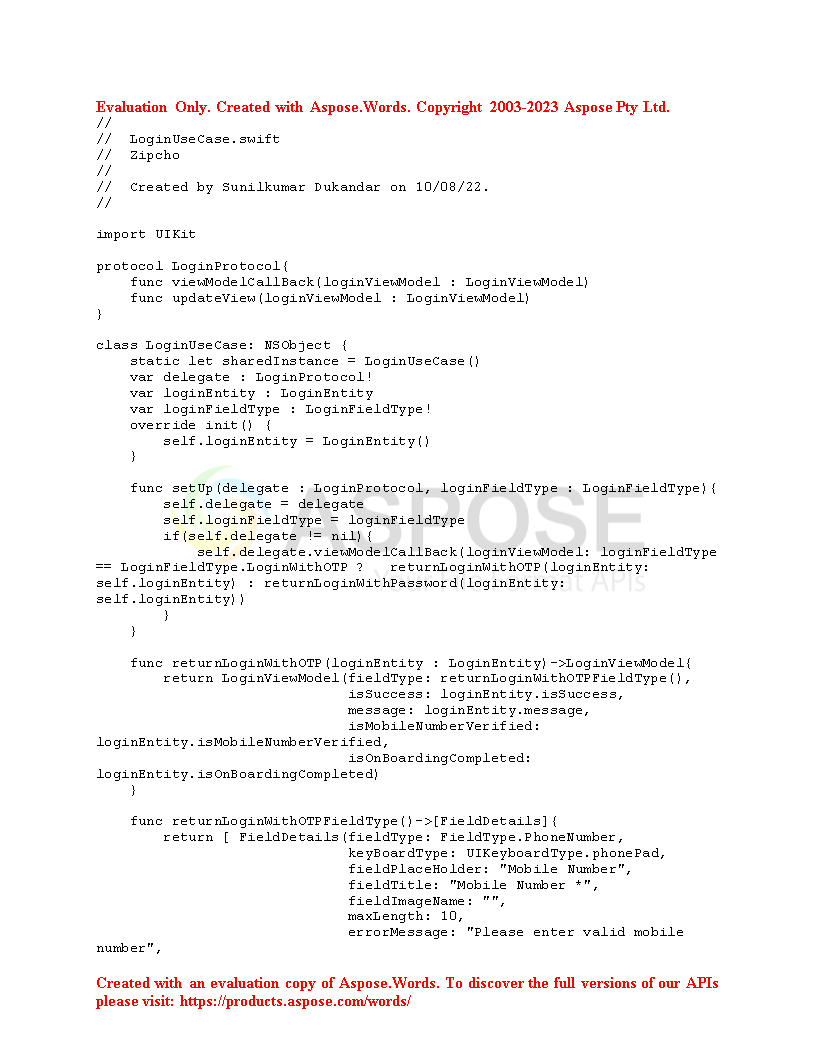 Evaluation Only. Created with Aspose.Words. Copyright 2003-2023 Aspose Pty Ltd.
//
//  LoginUseCase.swift
//  Zipcho
//
//  Created by Sunilkumar Dukandar on 10/08/22.
//

import UIKit

protocol LoginProtocol{
    func viewModelCallBack(loginViewModel : LoginViewModel)
    func updateView(loginViewModel : LoginViewModel)
}

class LoginUseCase: NSObject {
    static let sharedInstance = LoginUseCase()
    var delegate : LoginProtocol!
    var loginEntity : LoginEntity
    var loginFieldType : LoginFieldType!
    override init() {
        self.loginEntity = LoginEntity()
    }

    func setUp(delegate : LoginProtocol, loginFieldType : LoginFieldType){
        self.delegate = delegate
        self.loginFieldType = loginFieldType
        if(self.delegate != nil){
            self.delegate.viewModelCallBack(loginViewModel: loginFieldType
== LoginFieldType.LoginWithOTP ?   returnLoginWithOTP(loginEntity:
self.loginEntity) : returnLoginWithPassword(loginEntity:
self.loginEntity))
        }
    }

    func returnLoginWithOTP(loginEntity : LoginEntity)->LoginViewModel{
        return LoginViewModel(fieldType: returnLoginWithOTPFieldType(),
                              isSuccess: loginEntity.isSuccess,
                              message: loginEntity.message,
                              isMobileNumberVerified:
loginEntity.isMobileNumberVerified,
                              isOnBoardingCompleted:
loginEntity.isOnBoardingCompleted)
    }

    func returnLoginWithOTPFieldType()->[FieldDetails]{
        return [ FieldDetails(fieldType: FieldType.PhoneNumber,
                              keyBoardType: UIKeyboardType.phonePad,
                              fieldPlaceHolder: "Mobile Number",
                              fieldTitle: "Mobile Number *",
                              fieldImageName: "",
                              maxLength: 10,
                              errorMessage: "Please enter valid mobile
number",
ASPOSE
Created with an evaluation copy of Aspose.Words. To discover the full versions of our APIs
please visit: https://products.aspose.com/words/